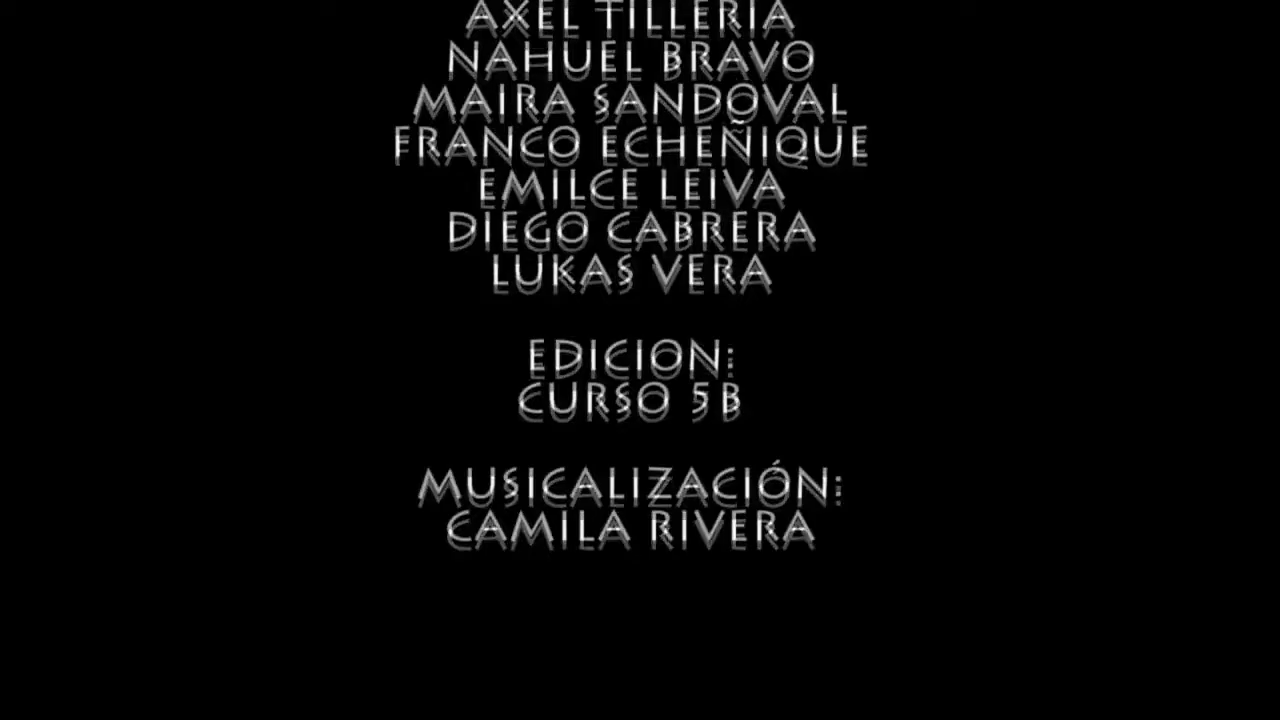 AXEL TILLERIA
NAHUEL BRAVO
MAIRA SANDOVAL
FRANCO ECHEÑIQUE
EMILCE LEIVA
DIEGO CABRERA
LUKAS VERA
EDICION:
CURSO 5B
MUSICALIZACIÓN:
CAMILA RIVERA